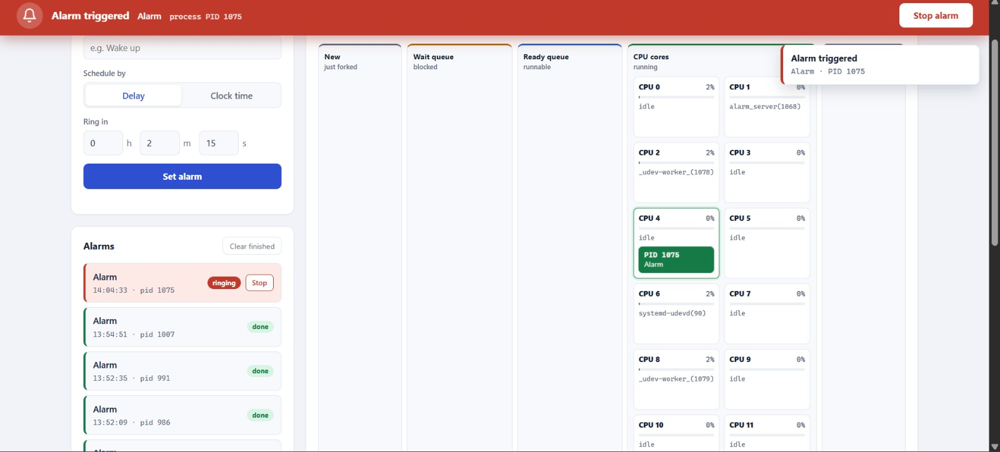 Alarm triggered Alarm process PID 1075
Stop alarm
e.g. Wake up
Schedule by
Delay
Clock time
Ring in
0 h 2 m 15 s
Set alarm
Alarms
Clear finished
Alarm
14:04:33 · pid 1075
ringing
Stop
Alarm
13:54:51 · pid 1007
done
Alarm
13:52:35 · pid 991
done
Alarm
13:52:09 · pid 986
done
New
just forked
Wait queue
blocked
Ready queue
runnable
CPU cores
running
CPU 0 2%
idle
CPU 1 0%
alarm_server(1068)
CPU 2 2%
_udev-worker_(1078)
CPU 3 0%
idle
CPU 4 0%
idle
PID 1075
Alarm
CPU 5 0%
idle
CPU 6 2%
systemd-udevd(90)
CPU 7 0%
idle
CPU 8 2%
_udev-worker_(1079)
CPU 9 0%
idle
CPU 10 0%
idle
CPU 11 0%
idle
Alarm triggered
Alarm · PID 1075